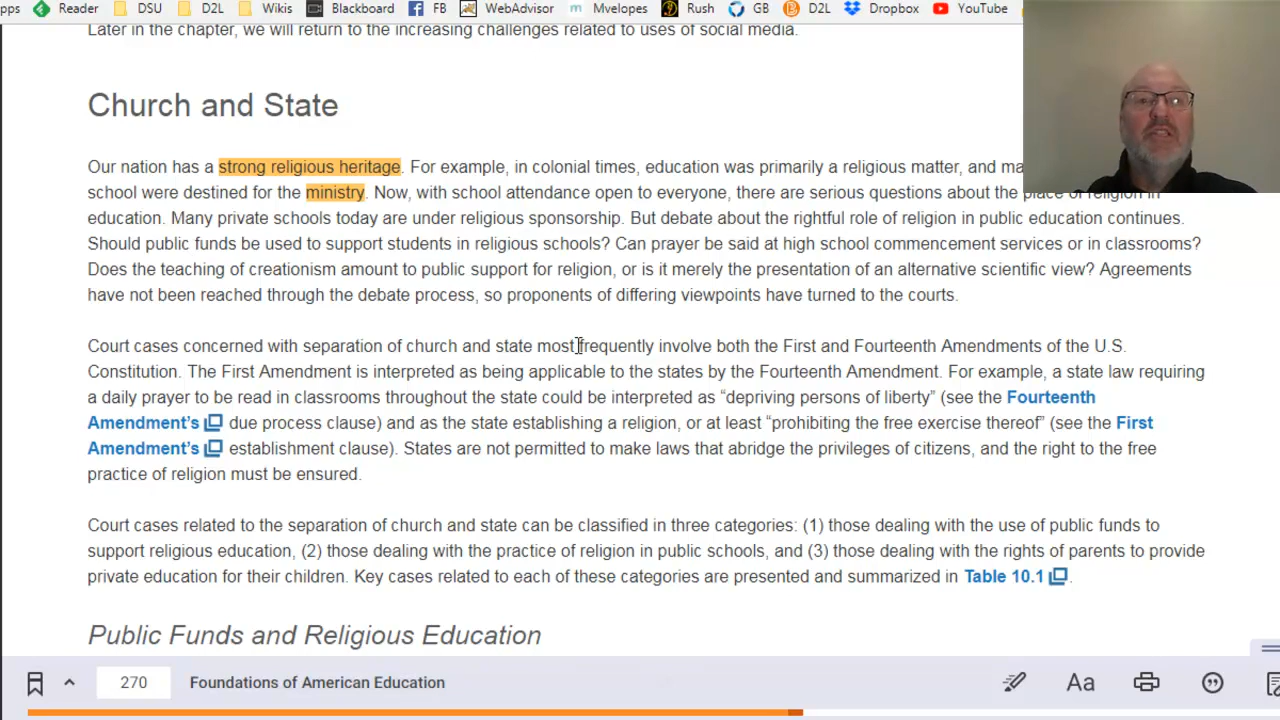 pps Reader DSU D2L Wikis Blackboard FB WebAdvisor Mvelopes Rush GB D2L Dropbox YouTube
Later in the chapter, we will return to the increasing challenges related to uses of social media.
Church and State
Our nation has a strong religious heritage. For example, in colonial times, education was primarily a religious matter, and
school were destined for the ministry. Now, with school attendance open to everyone, there are serious questions about the place of religion in
education. Many private schools today are under religious sponsorship. But debate about the rightful role of religion in public education continues.
Should public funds be used to support students in religious schools? Can prayer be said at high school commencement services or in classrooms?
Does the teaching of creationism amount to public support for religion, or is it merely the presentation of an alternative scientific view? Agreements
have not been reached through the debate process, so proponents of differing viewpoints have turned to the courts.
Court cases concerned with separation of church and state most frequently involve both the First and Fourteenth Amendments of the U.S.
Constitution. The First Amendment is interpreted as being applicable to the states by the Fourteenth Amendment. For example, a state law requiring
a daily prayer to be read in classrooms throughout the state could be interpreted as “depriving persons of liberty” (see the Fourteenth
Amendment’s due process clause) and as the state establishing a religion, or at least “prohibiting the free exercise thereof” (see the First
Amendment’s establishment clause). States are not permitted to make laws that abridge the privileges of citizens, and the right to the free
practice of religion must be ensured.
Court cases related to the separation of church and state can be classified in three categories: (1) those dealing with the use of public funds to
support religious education, (2) those dealing with the practice of religion in public schools, and (3) those dealing with the rights of parents to provide
private education for their children. Key cases related to each of these categories are presented and summarized in Table 10.1.
Public Funds and Religious Education
270 Foundations of American Education Aa